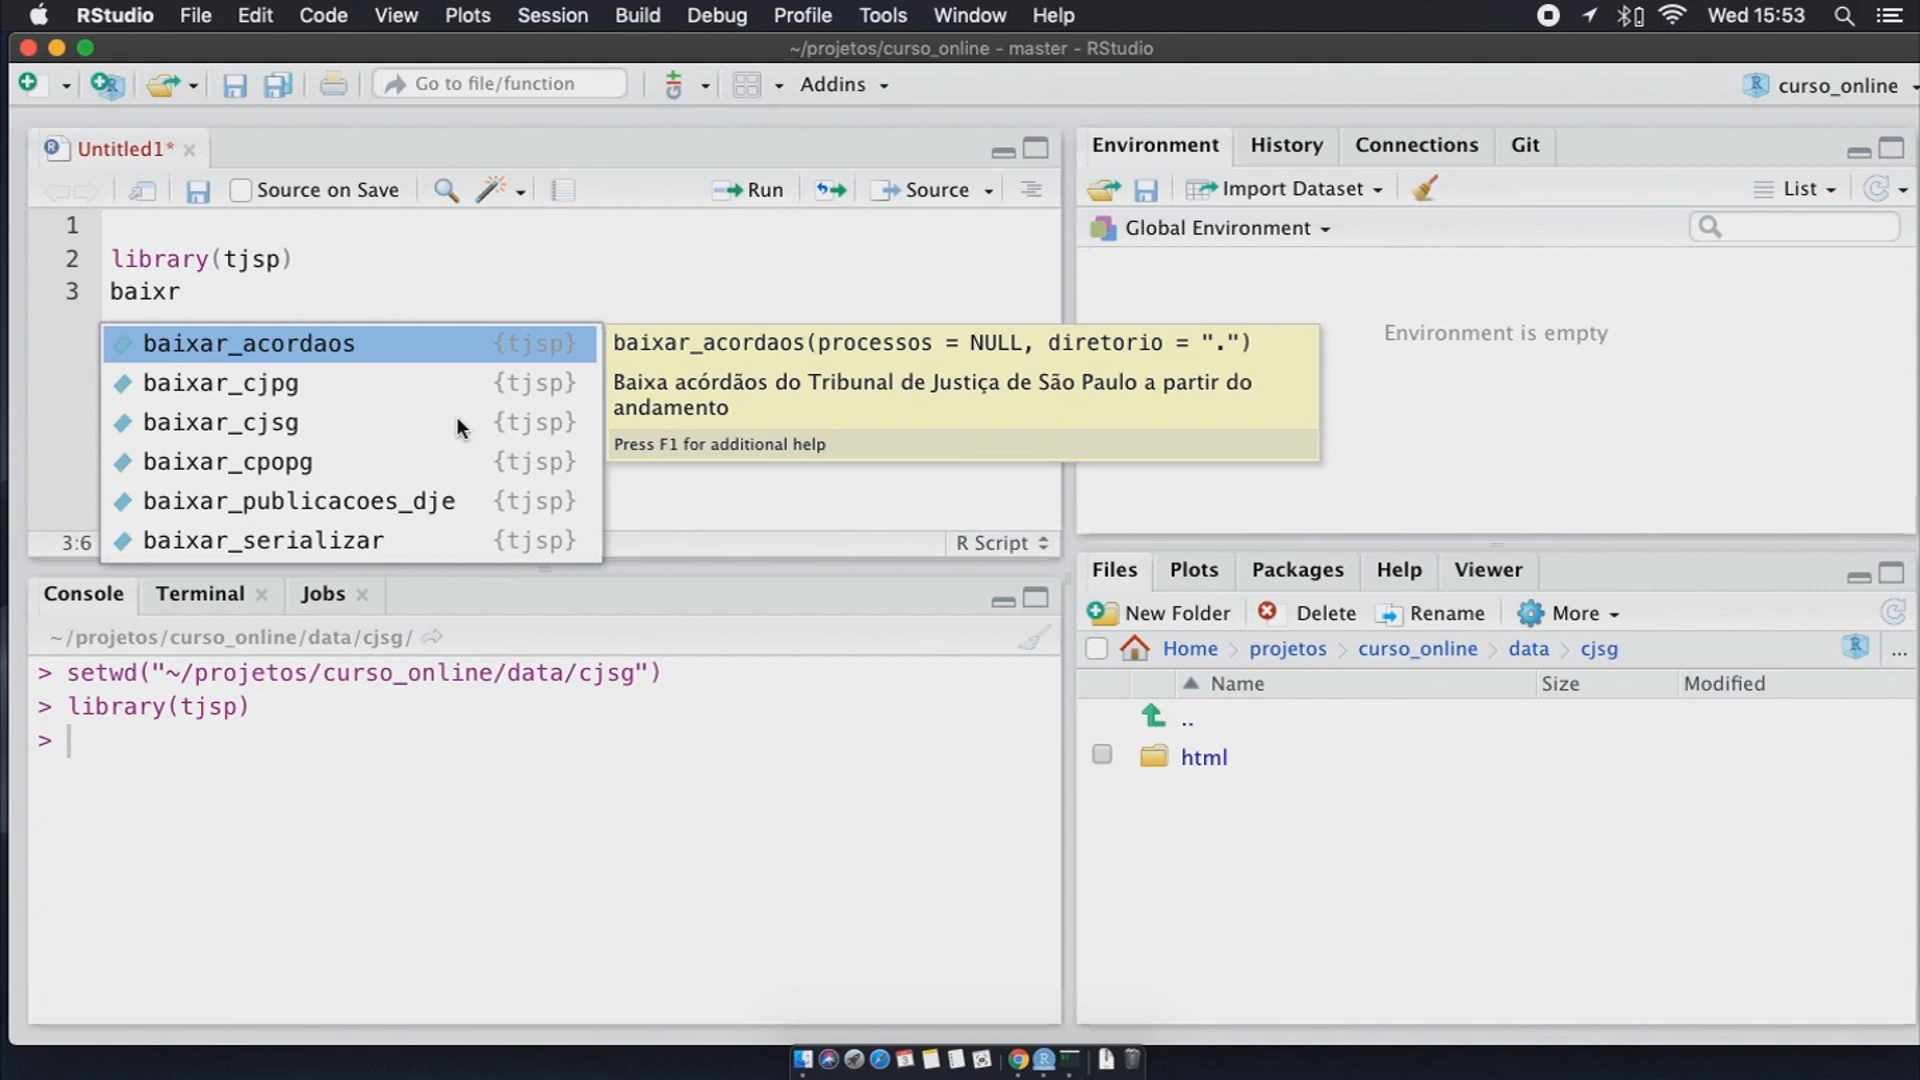 RStudio File Edit Code View Plots Session Build Debug Profile Tools Window Help Wed 15:53
~/projetos/curso_online - master - RStudio
Go to file/function Addins curso_online
Untitled1*
Source on Save Run Source
1
2 library(tjsp)
3 baixr
baixar_acordaos {tjsp}
baixar_cjpg {tjsp}
baixar_cjsg {tjsp}
baixar_cpopg {tjsp}
baixar_publicacoes_dje {tjsp}
baixar_serializar {tjsp}
baixar_acordaos(processos = NULL, diretorio = ".")
Baixa acórdãos do Tribunal de Justiça de São Paulo a partir do
andamento
Press F1 for additional help
3:6 R Script
Environment History Connections Git
Import Dataset List
Global Environment
Environment is empty
Console Terminal Jobs
~/projetos/curso_online/data/cjsg/
> setwd("~/projetos/curso_online/data/cjsg")
> library(tjsp)
>
Files Plots Packages Help Viewer
New Folder Delete Rename More
Home projetos curso_online data cjsg ...
Name Size Modified
..
html